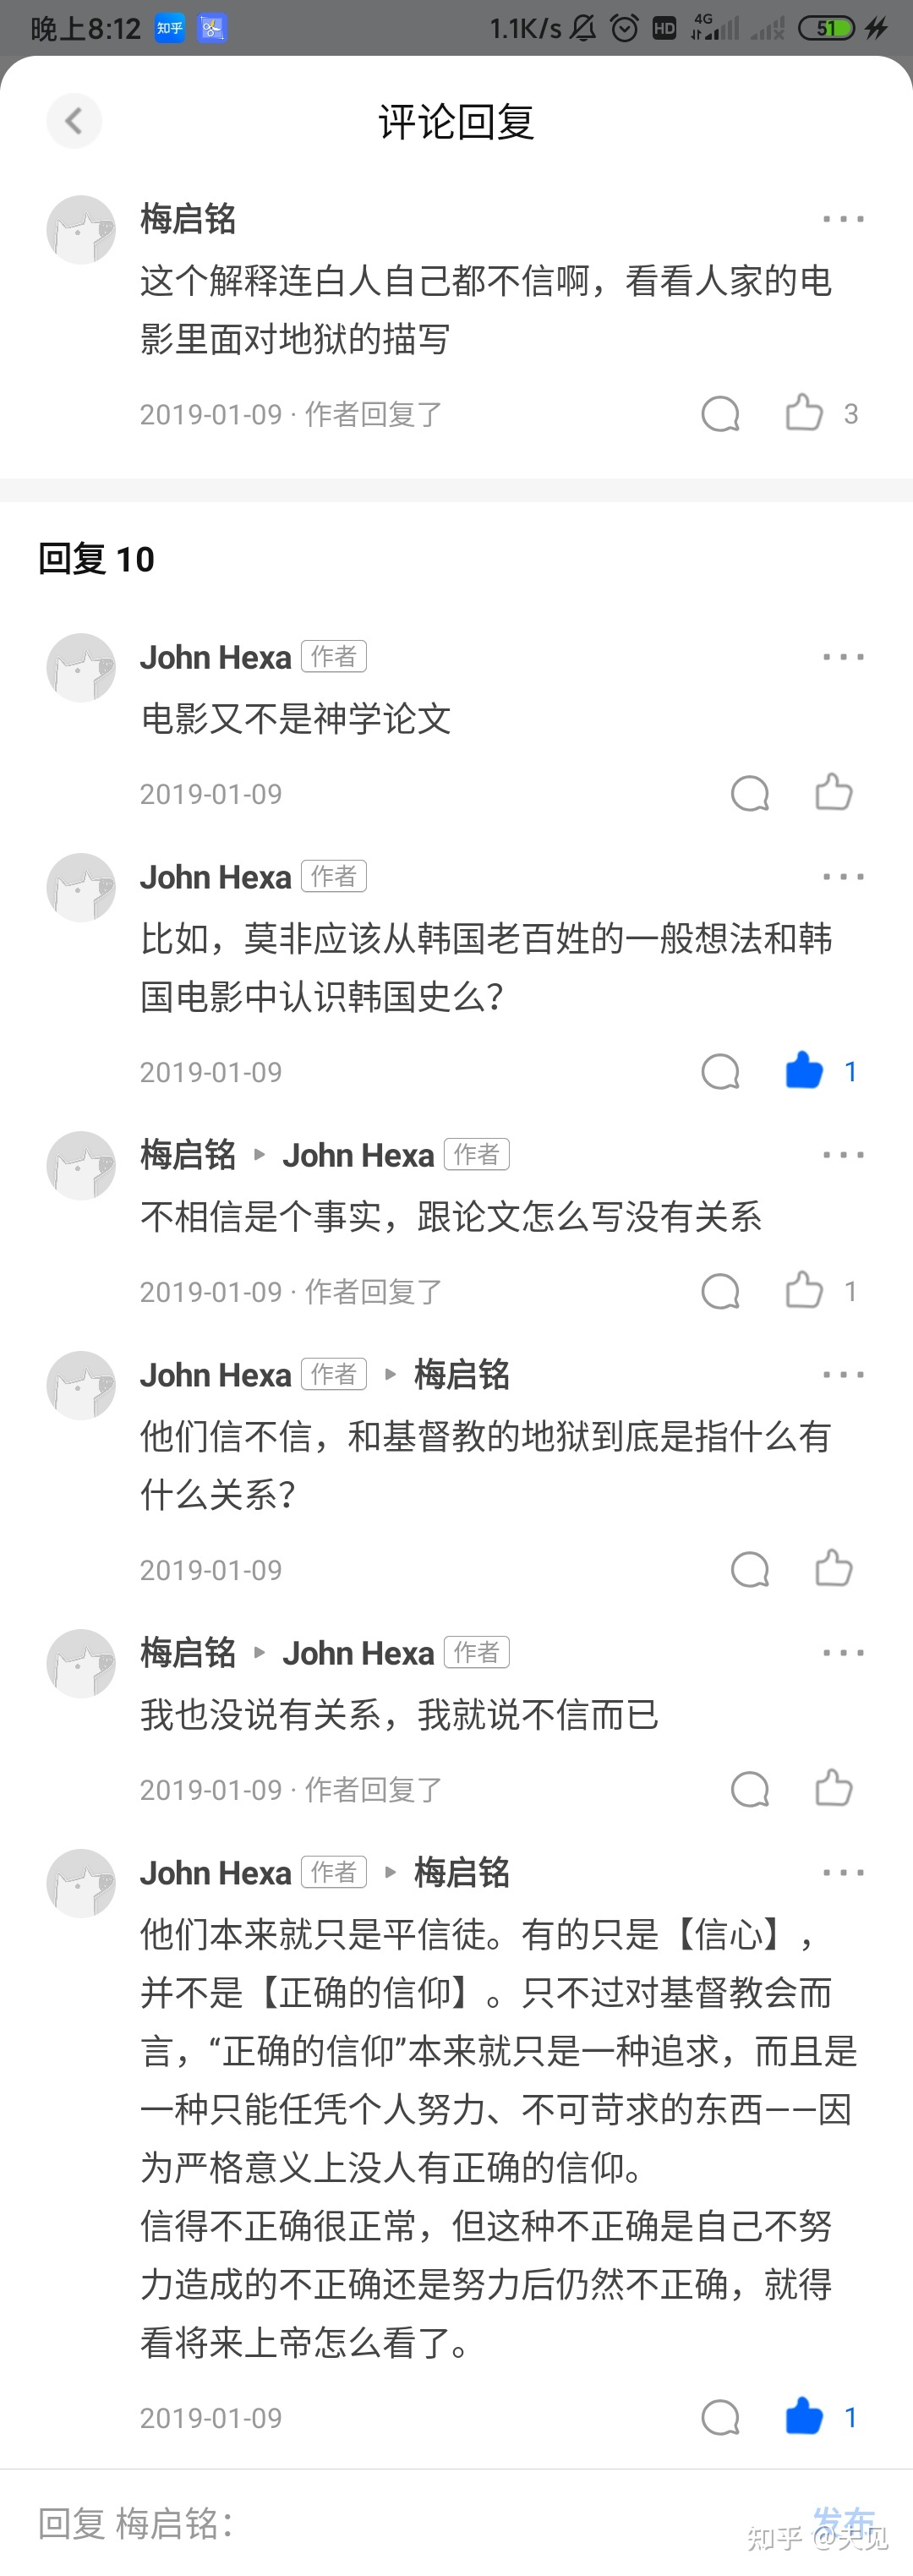 晚上8:12 知乎 1.1K/s HD 4G 51
评论回复
梅启铭
这个解释连白人自己都不信啊，看看人家的电
影里面对地狱的描写
2019-01-09 · 作者回复了 3
回复 10
John Hexa 作者
电影又不是神学论文
2019-01-09
John Hexa 作者
比如，莫非应该从韩国老百姓的一般想法和韩
国电影中认识韩国史么？
2019-01-09 1
梅启铭 ▸ John Hexa 作者
不相信是个事实，跟论文怎么写没有关系
2019-01-09 · 作者回复了 1
John Hexa 作者 ▸ 梅启铭
他们信不信，和基督教的地狱到底是指什么有
什么关系？
2019-01-09
梅启铭 ▸ John Hexa 作者
我也没说有关系，我就说不信而已
2019-01-09 · 作者回复了
John Hexa 作者 ▸ 梅启铭
他们本来就只是平信徒。有的只是【信心】，
并不是【正确的信仰】。只不过对基督教会而
言，“正确的信仰”本来就只是一种追求，而且是
一种只能任凭个人努力、不可苛求的东西——因
为严格意义上没人有正确的信仰。
信得不正确很正常，但这种不正确是自己不努
力造成的不正确还是努力后仍然不正确，就得
看将来上帝怎么看了。
2019-01-09 1
回复 梅启铭： 发布
知乎